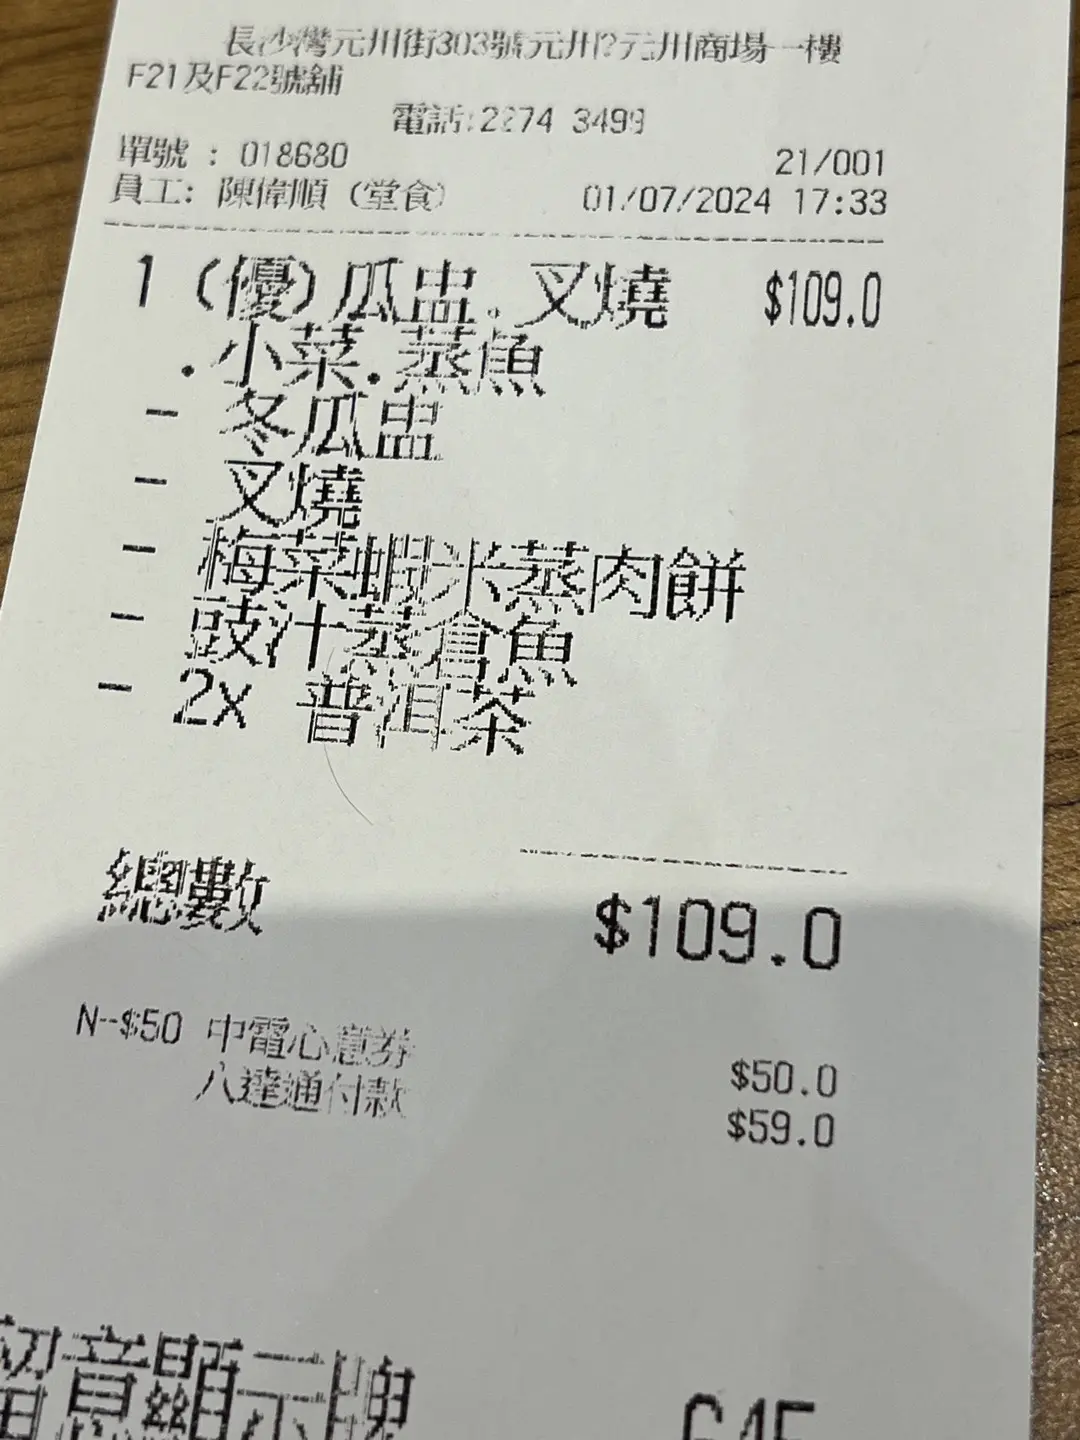 長沙灣元州街303號元州?元州商場一樓
F21及F22號舖
電話:2274 3499
單號 : 018680 21/001
員工: 陳偉順 (堂食) 01/07/2024 17:33
1 (優)瓜盅.叉燒 $109.0
.小菜.蒸魚
- 冬瓜盅
- 叉燒
- 梅菜蝦米蒸肉餅
- 豉汁蒸倉魚
- 2x 普洱茶
總數 $109.0
N--$50 中電心意券 $50.0
八達通付款 $59.0
留意顯示牌